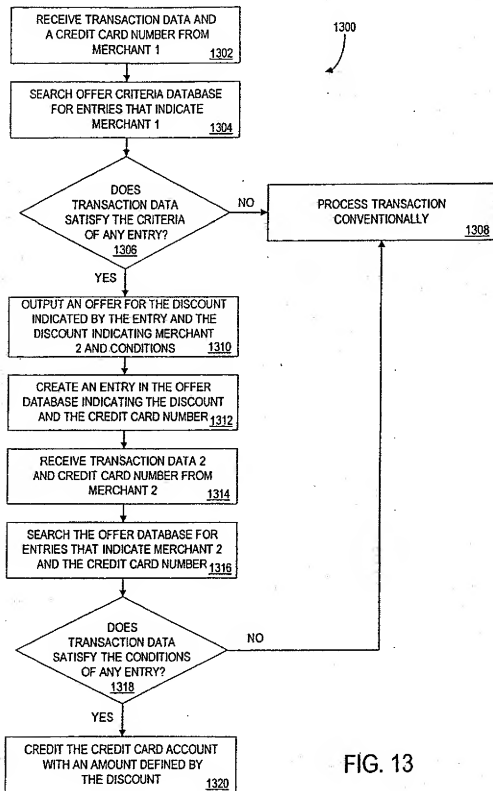 RECEIVE TRANSACTION DATA AND
A CREDIT CARD NUMBER FROM
MERCHANT 1
1302
1300
SEARCH OFFER CRITERIA DATABASE
FOR ENTRIES THAT INDICATE
MERCHANT 1
1304
DOES
TRANSACTION DATA
SATISFY THE CRITERIA
OF ANY ENTRY?
1306
NO
PROCESS TRANSACTION
CONVENTIONALLY
1308
YES
OUTPUT AN OFFER FOR THE DISCOUNT
INDICATED BY THE ENTRY AND THE
DISCOUNT INDICATING MERCHANT
2 AND CONDITIONS
1310
CREATE AN ENTRY IN THE OFFER
DATABASE INDICATING THE DISCOUNT
AND THE CREDIT CARD NUMBER
1312
RECEIVE TRANSACTION DATA 2
AND CREDIT CARD NUMBER FROM
MERCHANT 2
1314
SEARCH THE OFFER DATABASE FOR
ENTRIES THAT INDICATE MERCHANT 2
AND THE CREDIT CARD NUMBER
1316
DOES
TRANSACTION DATA
SATISFY THE CONDITIONS
OF ANY ENTRY?
1318
NO
YES
CREDIT THE CREDIT CARD ACCOUNT
WITH AN AMOUNT DEFINED BY
THE DISCOUNT
1320
FIG. 13